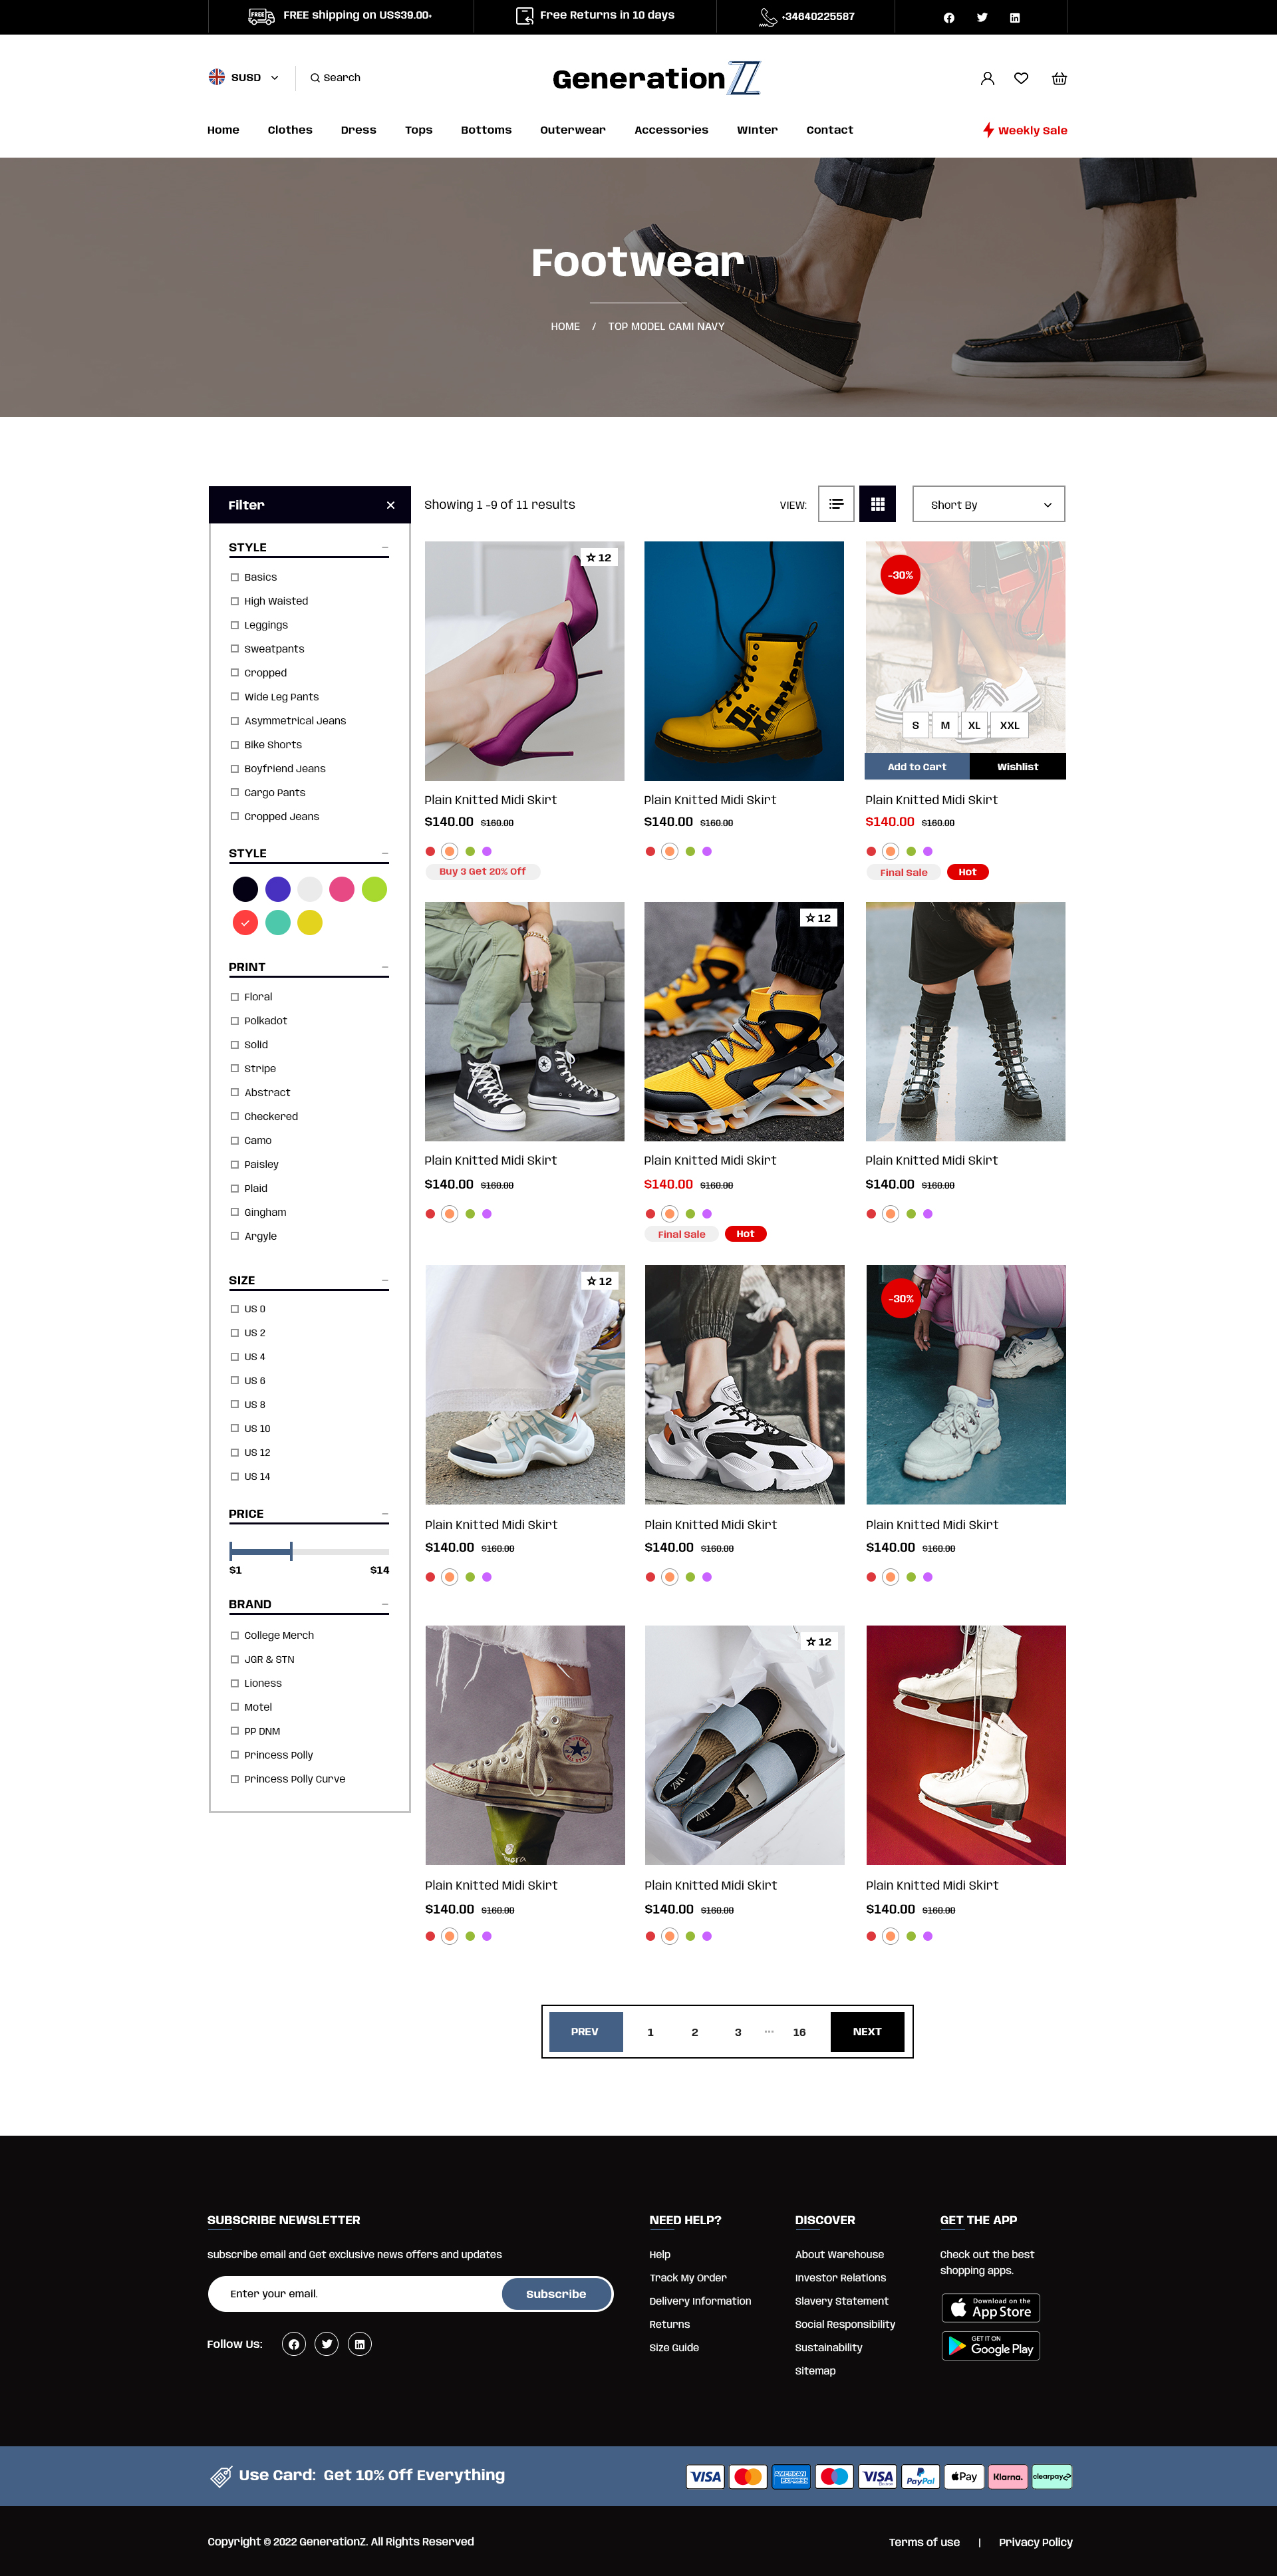 FREE
FREE shipping on US$39.00+
Free Returns in 10 days
+34640225587
$USD
Search
GenerationZ
Home Clothes Dress Tops Bottoms Outerwear Accessories WInter Contact
Weekly Sale
Footwear
HOME / TOP MODEL CAMI NAVY
Filter
STYLE
Basics
High Waisted
Leggings
Sweatpants
Cropped
Wide Leg Pants
Asymmetrical Jeans
Bike Shorts
Boyfriend Jeans
Cargo Pants
Cropped Jeans
STYLE
PRINT
Floral
Polkadot
Solid
Stripe
Abstract
Checkered
Camo
Paisley
Plaid
Gingham
Argyle
SIZE
US 0
US 2
US 4
US 6
US 8
US 10
US 12
US 14
PRICE
$1 $14
BRAND
College Merch
JGR & STN
Lioness
Motel
PP DNM
Princess Polly
Princess Polly Curve
Showing 1 -9 of 11 results
VIEW:
Short By
12
Dr.
Marten
-30%
S M XL XXL
Add to Cart Wishlist
Plain Knitted Midi Skirt
$140.00 $160.00
Buy 3 Get 20% Off
Plain Knitted Midi Skirt
$140.00 $160.00
Plain Knitted Midi Skirt
$140.00 $160.00
Final Sale Hot
12
Plain Knitted Midi Skirt
$140.00 $160.00
Plain Knitted Midi Skirt
$140.00 $160.00
Final Sale Hot
Plain Knitted Midi Skirt
$140.00 $160.00
12
-30%
Plain Knitted Midi Skirt
$140.00 $160.00
Plain Knitted Midi Skirt
$140.00 $160.00
Plain Knitted Midi Skirt
$140.00 $160.00
12
Plain Knitted Midi Skirt
$140.00 $160.00
Plain Knitted Midi Skirt
$140.00 $160.00
Plain Knitted Midi Skirt
$140.00 $160.00
PREV 1 2 3 ... 16 NEXT
SUBSCRIBE NEWSLETTER
subscribe email and Get exclusive news offers and updates
Enter your email.
Subscribe
Follow Us:
NEED HELP?
Help
Track My Order
Delivery Information
Returns
Size Guide
DISCOVER
About Warehouse
Investor Relations
Slavery Statement
Social Responsibility
Sustainability
Sitemap
GET THE APP
Check out the best
shopping apps.
Download on the
App Store
GET IT ON
Google Play
Use Card: Get 10% Off Everything
VISA
AMERICAN
EXPRESS
VISA
PayPal
Pay
Klarna.
clearpay
Copyright © 2022 GenerationZ. All Rights Reserved
Terms of use | Privacy Policy